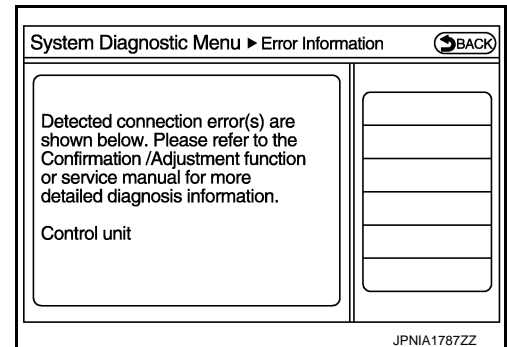 System Diagnostic Menu ► Error Information
BACK
Detected connection error(s) are
shown below. Please refer to the
Confirmation /Adjustment function
or service manual for more
detailed diagnosis information.
Control unit
JPNIA1787ZZ